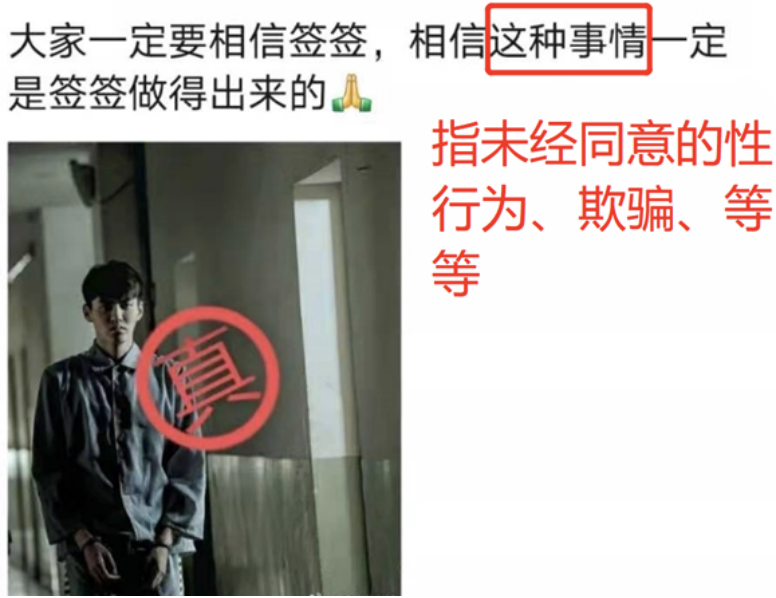 大家一定要相信签签，相信这种事情一定
是签签做得出来的🙏
指未经同意的性
行为、欺骗、等
等
真